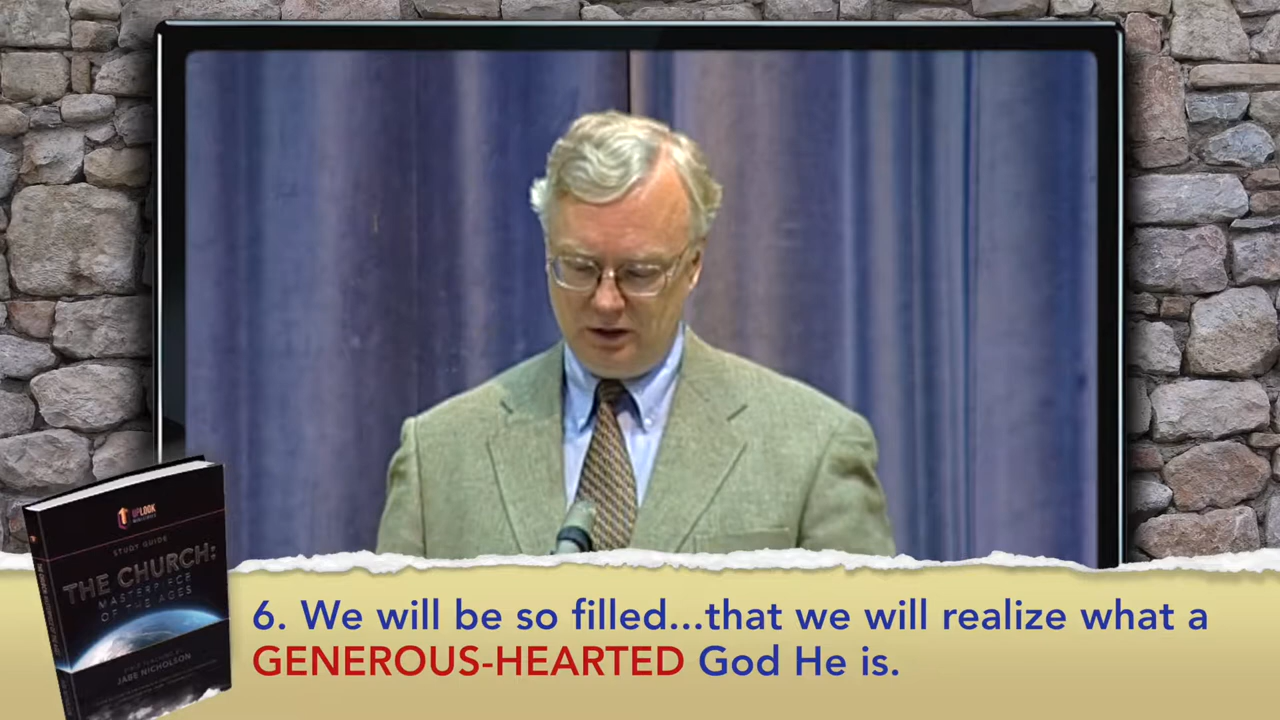 UPLOOK
STUDY GUIDE
THE CHURCH:
MASTERPIECE
OF THE AGES
JABE NICHOLSON
6. We will be so filled...that we will realize what a
GENEROUS-HEARTED God He is.